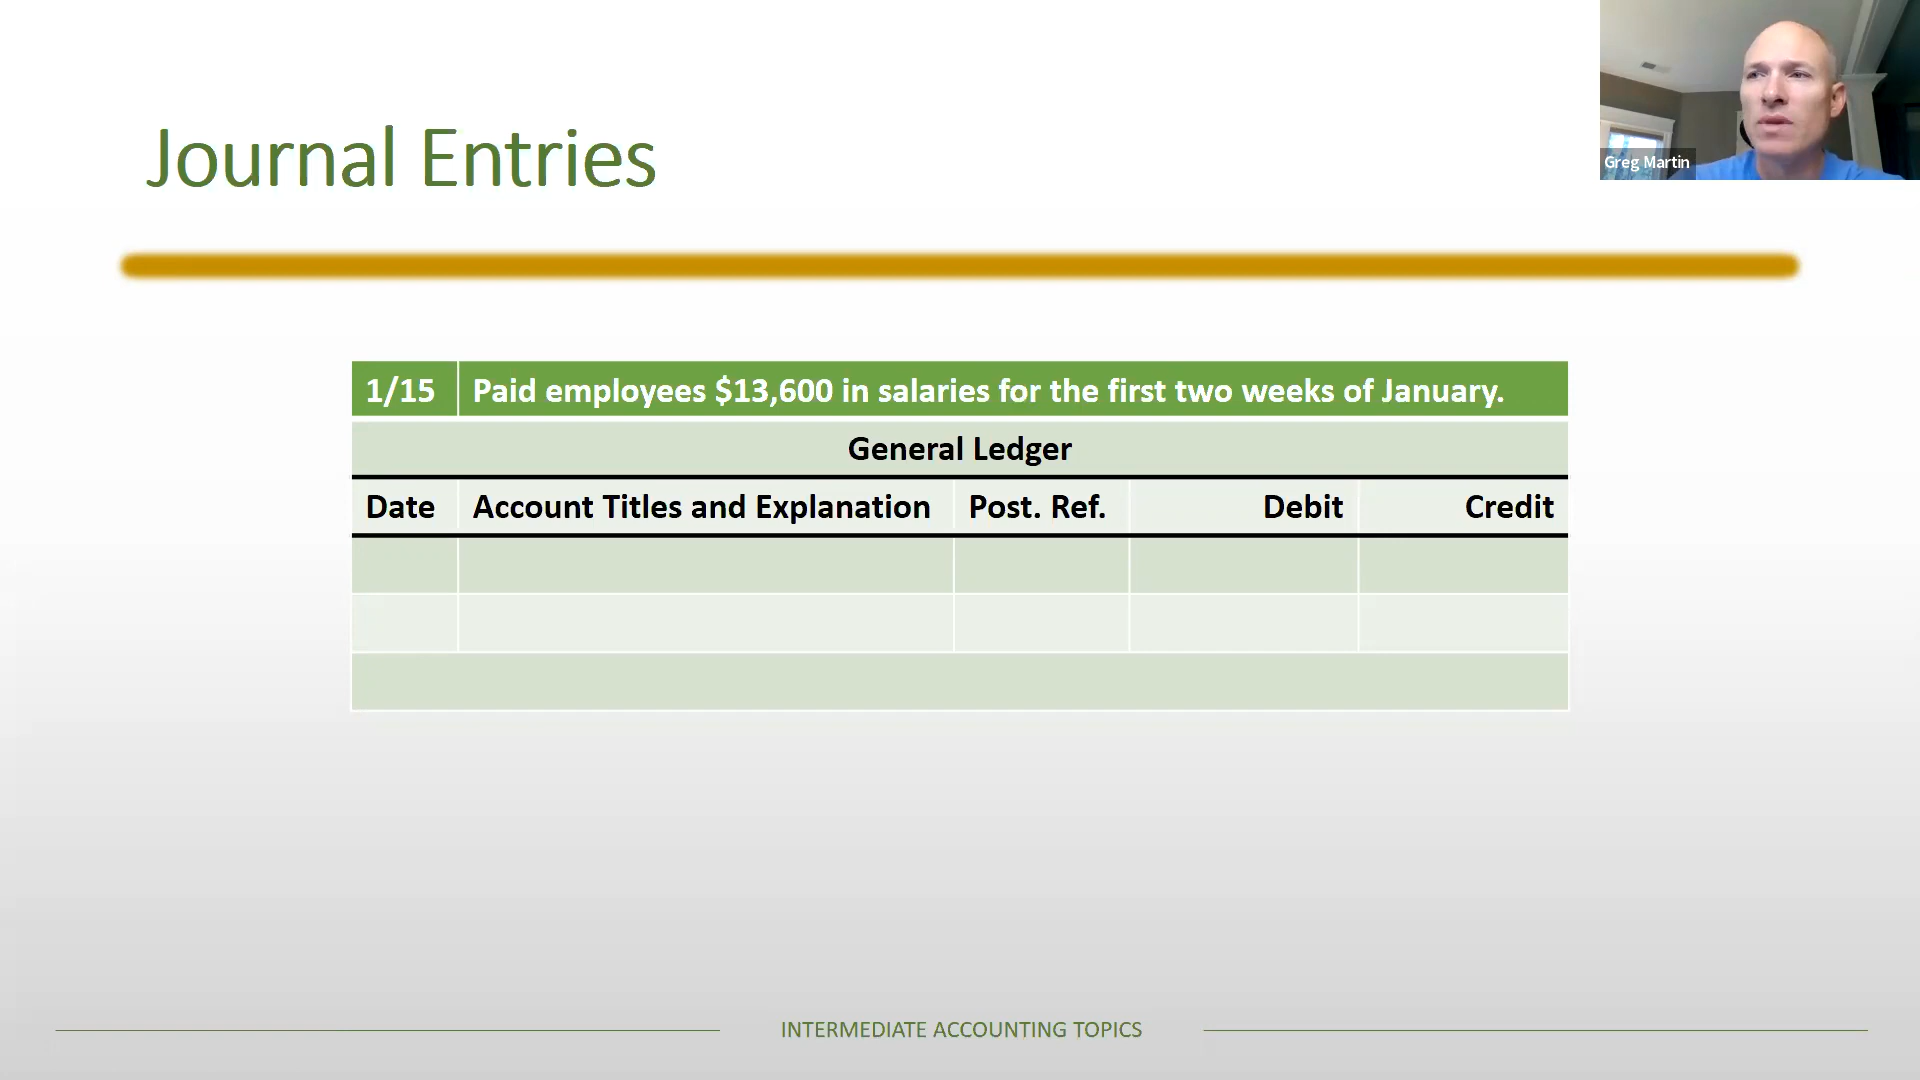 Journal Entries
Greg Martin
1/15 Paid employees $13,600 in salaries for the first two weeks of January.
General Ledger
Date Account Titles and Explanation Post. Ref. Debit Credit
INTERMEDIATE ACCOUNTING TOPICS